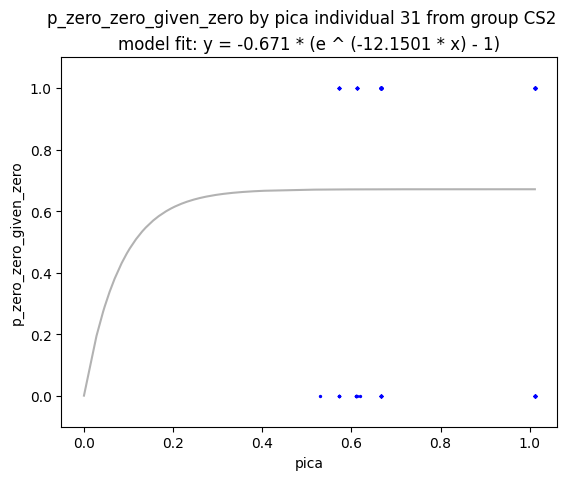 p_zero_zero_given_zero by pica individual 31 from group CS2
model fit: y = -0.671 * (e ^ (-12.1501 * x) - 1)
1.0
0.8
0.6
0.4
0.2
0.0
p_zero_zero_given_zero
0.0 0.2 0.4 0.6 0.8 1.0
pica